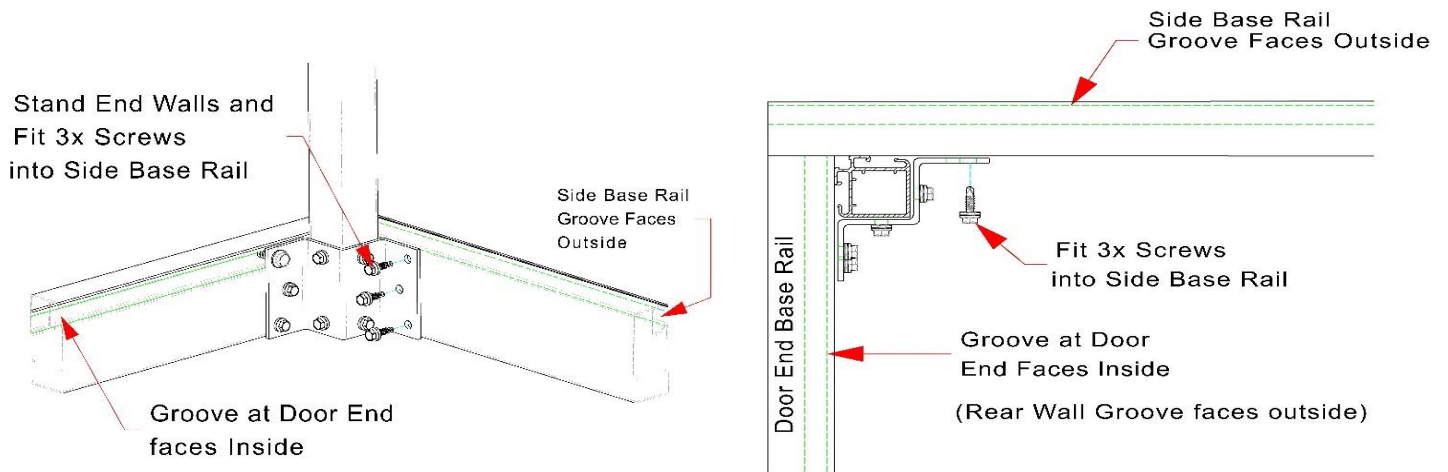 Stand End Walls and
Fit 3x Screws
into Side Base Rail
Side Base Rail
Groove Faces
Outside
Groove at Door End
faces Inside
Side Base Rail
Groove Faces Outside
Fit 3x Screws
into Side Base Rail
Door End Base Rail
Groove at Door
End Faces Inside
(Rear Wall Groove faces outside)